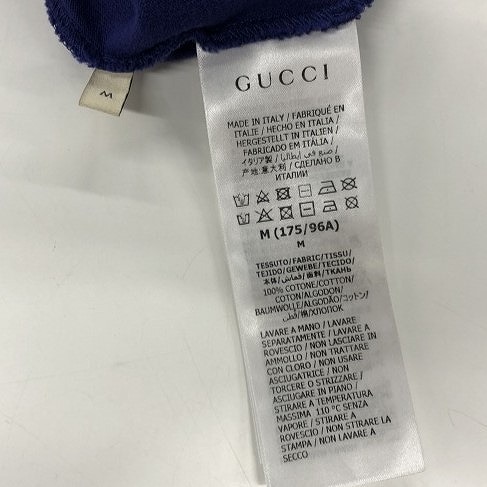 GUCCI
MADE IN ITALY / FABRIQUÉ EN
ITALIE / HECHO EN ITALIA /
HERGESTELLT IN ITALIEN /
FABRICADO EM ITÁLIA /
イタリア製 / صنع في إيطاليا /
产地:意大利 / СДЕЛАНО В
ИТАЛИИ
M (175/96A)
M
TESSUTO/FABRIC/TISSU/
TEJIDO/GEWEBE/TECIDO/
本体/قماش/面料/ТКАНЬ
100% COTONE/COTTON/
COTON/ALGODON/
BAUMWOLLE/ALGODÃO/コットン/
قطن/棉/ХЛОПОК
LAVARE A MANO / LAVARE
SEPARATAMENTE / LAVARE A
ROVESCIO / NON LASCIARE IN
AMMOLLO / NON TRATTARE
CON CLORO / NON USARE
ASCIUGATRICE / NON
TORCERE O STRIZZARE /
ASCIUGARE IN PIANO /
STIRARE A TEMPERATURA
MASSIMA 110 °C SENZA
VAPORE / STIRARE A
ROVESCIO / NON STIRARE LA
STAMPA / NON LAVARE A
SECCO
M